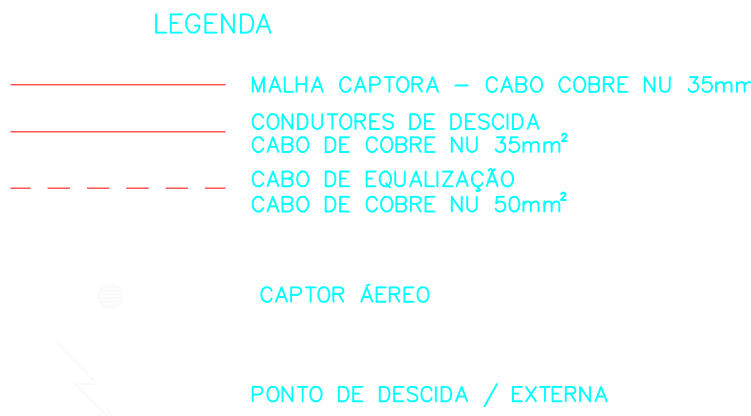 LEGENDA
MALHA CAPTORA – CABO COBRE NU 35mm
CONDUTORES DE DESCIDA
CABO DE COBRE NU 35mm²
CABO DE EQUALIZAÇÃO
CABO DE COBRE NU 50mm²
CAPTOR ÁEREO
PONTO DE DESCIDA / EXTERNA